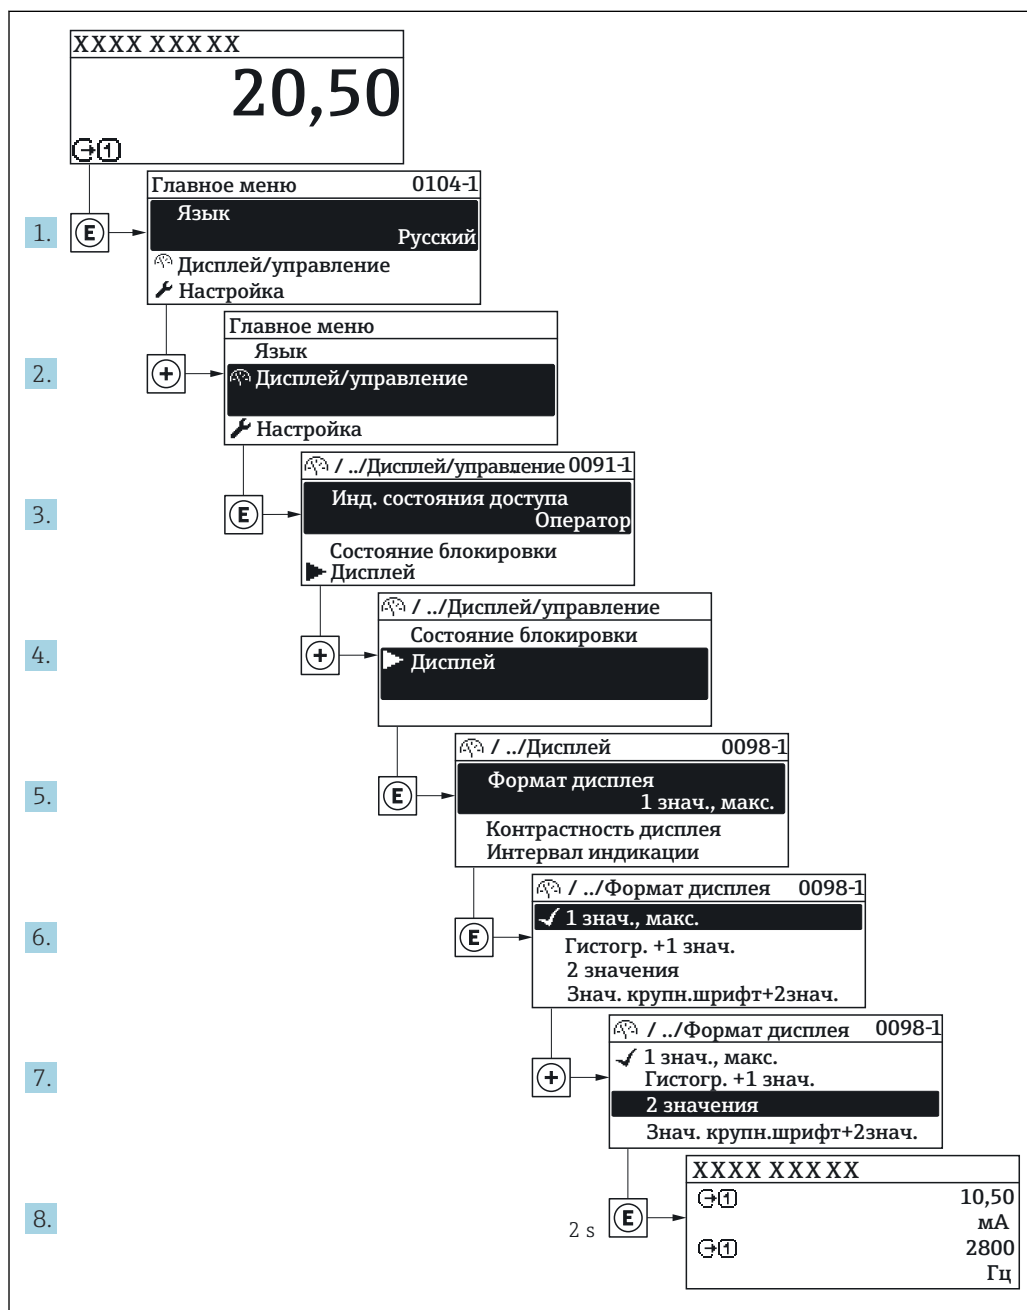 XXXX XXXXX
20,50
1
Главное меню 0104-1
Язык
Русский
Дисплей/управление
Настройка
1. E
Главное меню
Язык
Дисплей/управление
Настройка
2. +
/ ../Дисплей/управление 0091-1
Инд. состояния доступа
Оператор
Состояние блокировки
Дисплей
3. E
/ ../Дисплей/управление
Состояние блокировки
Дисплей
4. +
/ ../Дисплей 0098-1
Формат дисплея
1 знач., макс.
Контрастность дисплея
Интервал индикации
5. E
/ ../Формат дисплея 0098-1
1 знач., макс.
Гистогр. +1 знач.
2 значения
Знач. крупн.шрифт+2знач.
6. E
/ ../Формат дисплея 0098-1
1 знач., макс.
Гистогр. +1 знач.
2 значения
Знач. крупн.шрифт+2знач.
7. +
XXXX XXXXX
1 10,50
мА
1 2800
Гц
8. 2 s E